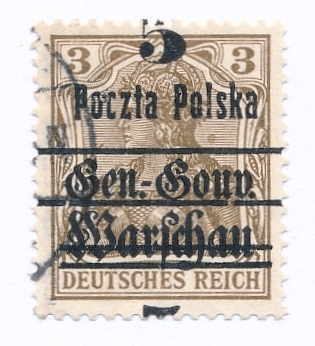 5
3 3
Poczta Polska
Gen.-Gouv.
Warschau
DEUTSCHES REICH